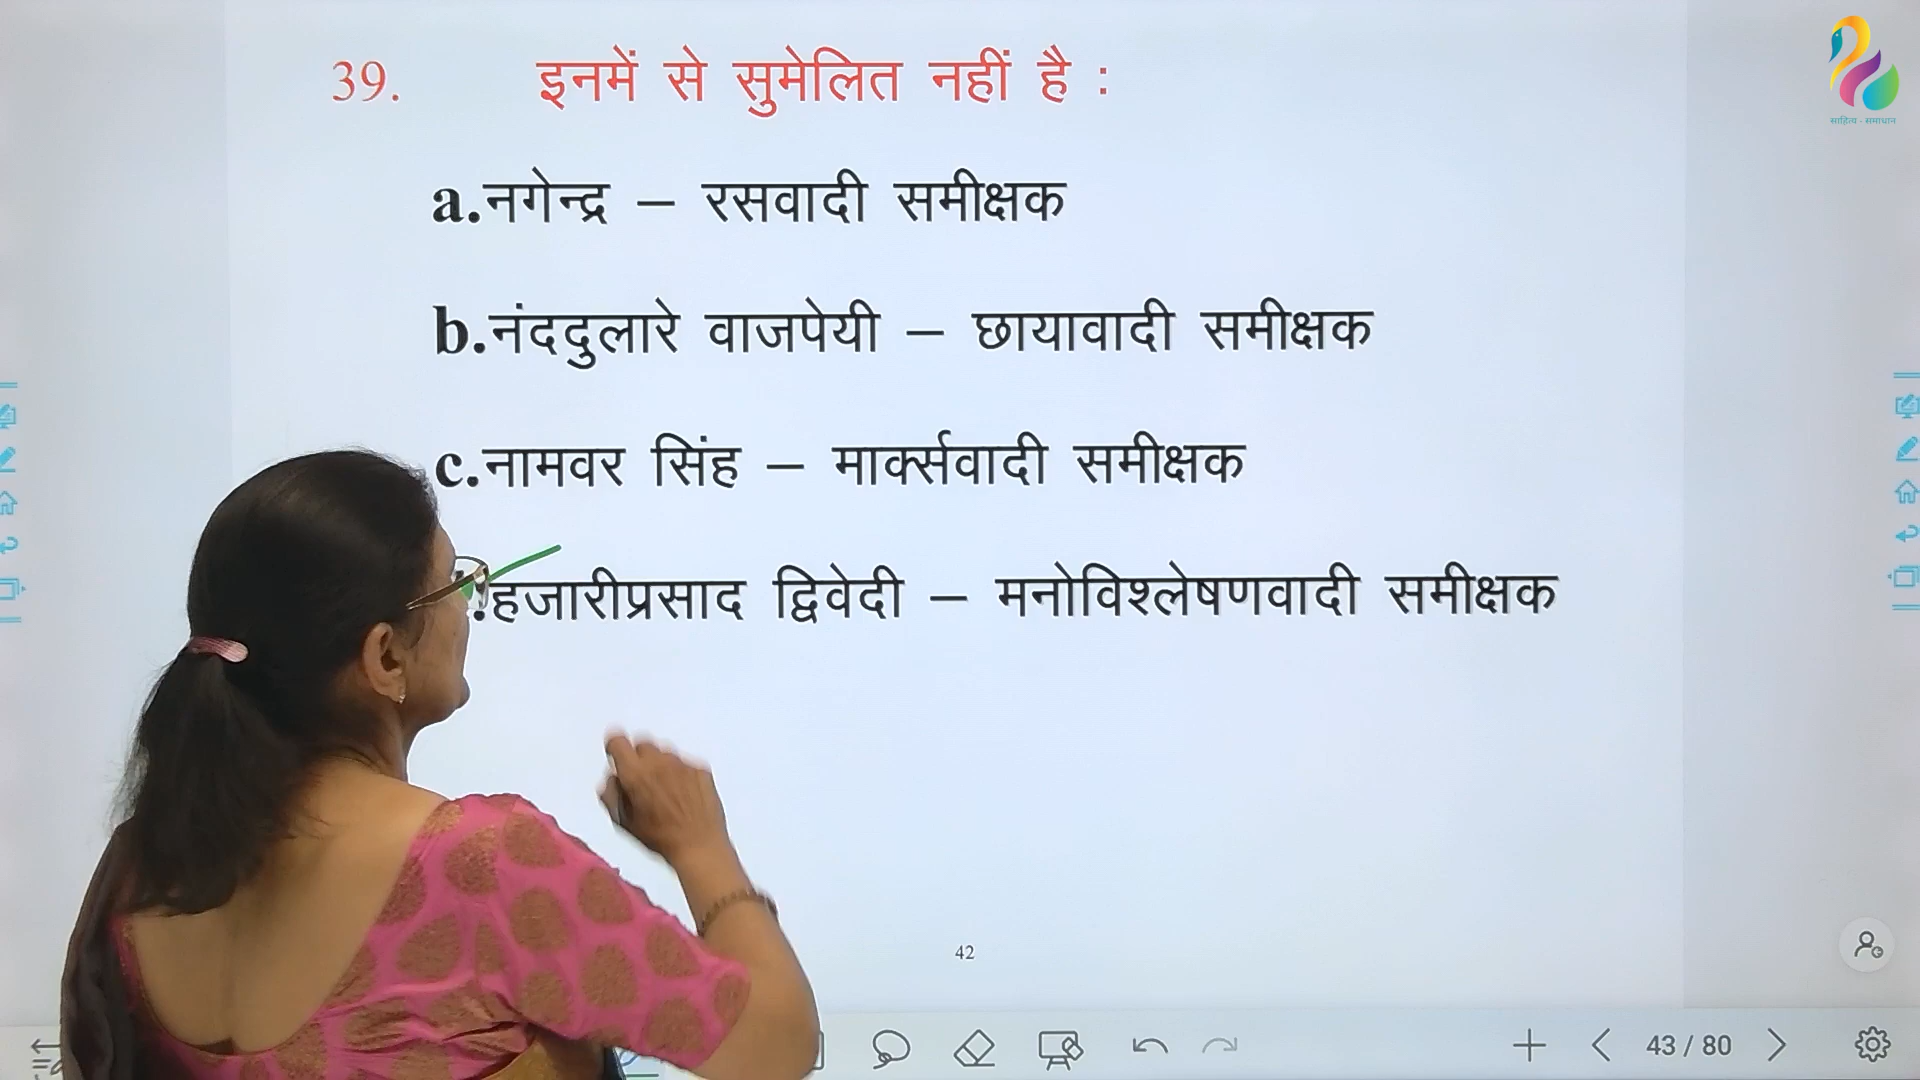 साहित्य - समाधान
39. इनमें से सुमेलित नहीं है :
a.नगेन्द्र – रसवादी समीक्षक
b.नंददुलारे वाजपेयी – छायावादी समीक्षक
c.नामवर सिंह – मार्क्सवादी समीक्षक
.हजारीप्रसाद द्विवेदी – मनोविश्लेषणवादी समीक्षक
42
43 / 80